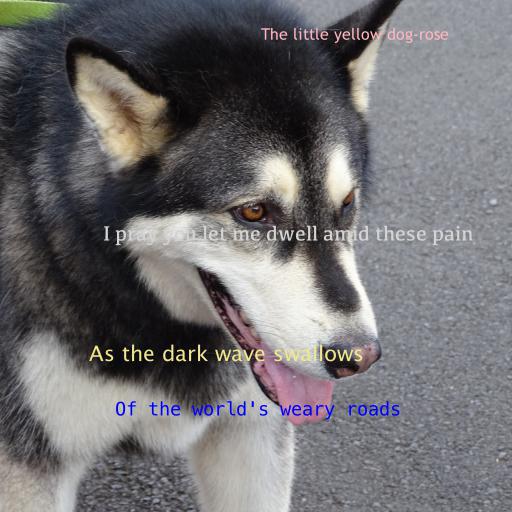 The little yellow dog-rose
I pray you let me dwell amid these pain
As the dark wave swallows
Of the world's weary roads